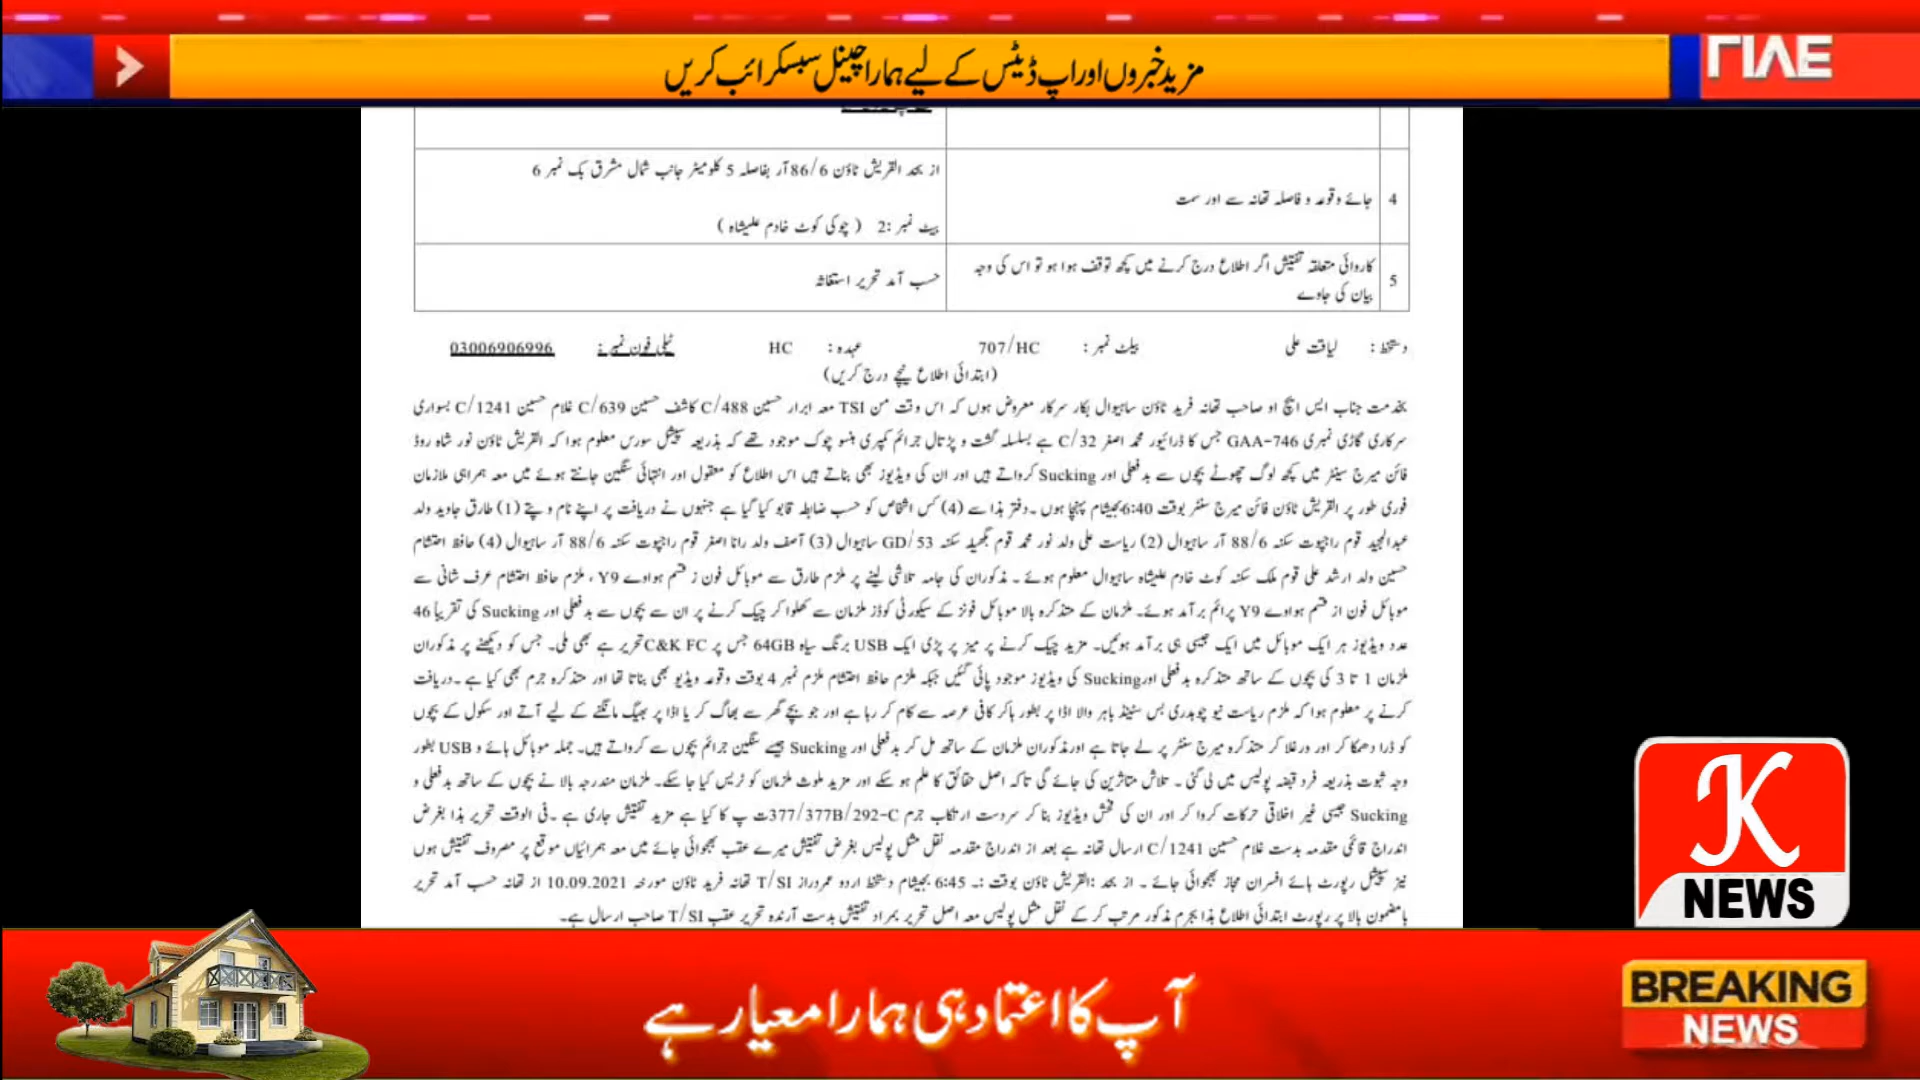 مزید خبروں اور اپ ڈیٹس کے لیے ہمارا چینل سبسکرائب کریں
LIVE
4 جائے وقوعہ و فاصلہ تھانہ سے اور سمت
از بحد القریش ٹاؤن 86/6 آر بفاصلہ 5 کلومیٹر جانب شمال مشرق بک نمبر 6
بیٹ نمبر :2 ( چوکی کوٹ خادم علیشاہ )
5 کاروائی متعلقہ تفتیش اگر اطلاع درج کرنے میں کچھ توقف ہوا ہو تو اس کی وجہ
بیان کی جاوے
حسب آمد تحریر استغاثہ
دستخط : لیاقت علی بیلٹ نمبر : 707/HC عہدہ : HC ٹیلی فون نمبر : 03006906996
(ابتدائی اطلاع نیچے درج کریں)
بخدمت جناب ایس ایچ او صاحب تھانہ فرید ٹاؤن ساہیوال بکار سرکار معروض ہوں کہ اس وقت من TSI معہ ابرار حسین C/488 کاشف حسین C/639 غلام حسین C/1241 بسواری
سرکاری گاڑی نمبری GAA-746 جس کا ڈرائیور محمد اصغر C/32 ہے بسلسلہ گشت و پڑتال جرائم کمپری ہنسو چوک موجود تھے کہ بذریعہ سپیشل سورس معلوم ہوا کہ القریش ٹاؤن نور شاہ روڈ
فائن میرج سینٹر میں کچھ لوگ چھوٹے بچوں سے بدفعلی اور Sucking کرواتے ہیں اور ان کی ویڈیوز بھی بناتے ہیں اس اطلاع کو معقول اور انتہائی سنگین جانتے ہوئے میں معہ ہمراہی ملازمان
فوری طور پر القریش ٹاؤن فائن میرج سنٹر بوقت 6:40بجیشام پہنچا ہوں ۔دفتر ہذا سے (4) کس اشخاص کو حسب ضابطہ قابو کیا گیا ہے جنہوں نے دریافت پر اپنے نام و پتے (1) طارق جاوید ولد
عبدالمجید قوم راجپوت سکنہ 88/6 آر ساہیوال (2) ریاست علی ولد نور محمد قوم سکنہ 53/GD ساہیوال (3) آصف ولد رانا اصغر قوم راجپوت سکنہ 88/6 آر ساہیوال (4) حافظ احتشام
حسین ولد ارشد علی قوم ملک سکنہ کوٹ خادم علیشاہ ساہیوال معلوم ہوئے ۔ مذکوران کی جامہ تلاشی لینے پر ملزم طارق سے موبائل فون ز قسم ہواوے Y9 ، ملزم حافظ احتشام عرف شانی سے
موبائل فون از قسم ہواوے Y9 پرائم برآمد ہوئے۔ ملزمان کے متذکرہ بالا موبائل فونز کے سیکورٹی کوڈز ملزمان سے کھلوا کر چیک کرنے پر ان سے بچوں سے بدفعلی اور Sucking کی تقریباً 46
عدد ویڈیوز ہر ایک موبائل میں ایک جیسی ہی برآمد ہوئیں۔ مزید چیک کرنے پر میز پر پڑی ایک USB برنگ سیاہ 64GB جس پر C&K FCتحریر ہے بھی ملی۔ جس کو دیکھنے پر مذکوران
ملزمان 1 تا 3 کی بچوں کے ساتھ متذکرہ بدفعلی اورSucking کی ویڈیوز موجود پائی گئیں جبکہ ملزم حافظ احتشام ملزم نمبر 4 بوقت وقوعہ ویڈیو بھی بناتا تھا اور متذکرہ جرم بھی کیا ہے ۔دریافت
کرنے پر معلوم ہوا کہ ملزم ریاست نیو چوہدری بس سٹینڈ باہر والا اڈا پر بطور ہاکر کافی عرصہ سے کام کر رہا ہے اور جو بچے گھر سے بھاگ کر یا اڈا پر بھیگ مانگنے کے لیے آتے اور سکول کے بچوں
کو ڈرا دھمکا کر اور ورغلا کر متذکرہ میرج سنٹر پر لے جاتا ہے اورمذکوران ملزمان کے ساتھ مل کر بدفعلی اور Sucking جیسے سنگین جرائم بچوں سے کرواتے ہیں۔ جملہ موبائل ہائے و USB بطور
وجہ ثبوت بذریعہ فرد قبضہ پولیس میں لی گئی ۔ تلاش متاثرین کی جائے گی تاکہ اصل حقائق کا علم ہو سکے اور مزید ملوث ملزمان کو ٹریس کیا جا سکے۔ ملزمان مندرجہ بالا نے بچوں کے ساتھ بدفعلی و
Sucking جیسی غیر اخلاقی حرکات کروا کر اور ان کی فحش ویڈیوز بنا کر سردست ارتکاب جرم 377/377B/292-Cت پ کا کیا ہے مزید تفتیش جاری ہے ۔فی الوقت تحریر ہذا بغرض
اندراج قائمی مقدمہ بدست غلام حسین C/1241 ارسال تھانہ ہے بعد از اندراج مقدمہ نقل مثل پولیس بغرض تفتیش میرے عقب بھجوائی جائے میں معہ ہمرائیاں موقع پر مصروف تفتیش ہوں
نیز سپیشل رپورٹ ہائے افسران مجاز بھجوائی جائے ۔ از بحد :القریش ٹاؤن بوقت :۔ 6:45 بجیشام دستخط اردو عمردراز T/SI تھانہ فرید ٹاؤن مورخہ 10.09.2021 از تھانہ حسب آمد تحریر
بامضمون بالا پر رپورٹ ابتدائی اطلاع ہذا بجرم مذکور مرتب کر کے نقل مثل پولیس معہ اصل تحریر بمراد تفتیش بدست آرندہ تحریر عقب T/SI صاحب ارسال ہے۔
K
NEWS
آپ کا اعتماد ہی ہمارا معیار ہے
BREAKING
NEWS